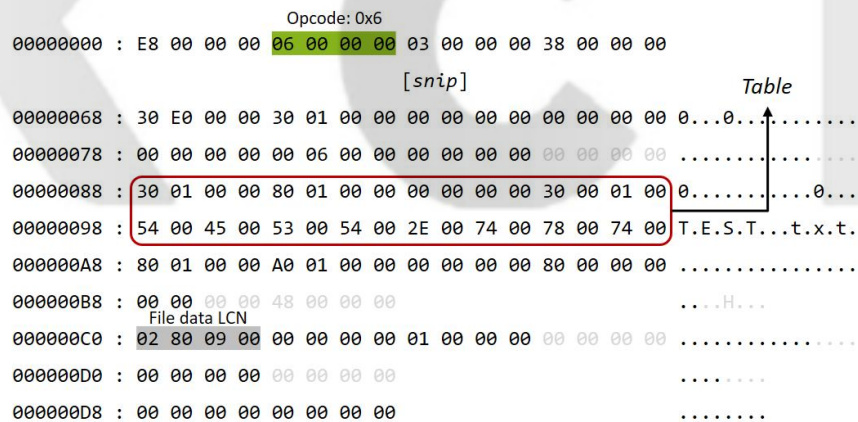 Opcode: 0x6
00000000 : E8 00 00 00 06 00 00 00 03 00 00 00 38 00 00 00
[snip]
Table
00000068 : 30 E0 00 00 30 01 00 00 00 00 00 00 00 00 00 00 0...0...........
00000078 : 00 00 00 00 00 06 00 00 00 00 00 00 00 00 00 00 ................
00000088 : 30 01 00 00 80 01 00 00 00 00 00 00 30 00 01 00 0...........0...
00000098 : 54 00 45 00 53 00 54 00 2E 00 74 00 78 00 74 00 T.E.S.T...t.x.t.
000000A8 : 80 01 00 00 A0 01 00 00 00 00 00 00 80 00 00 00 ................
000000B8 : 00 00 00 00 48 00 00 00 ....H...
File data LCN
000000C0 : 02 80 09 00 00 00 00 00 01 00 00 00 00 00 00 00 ................
000000D0 : 00 00 00 00 00 00 00 00 ........
000000D8 : 00 00 00 00 00 00 00 00 ........